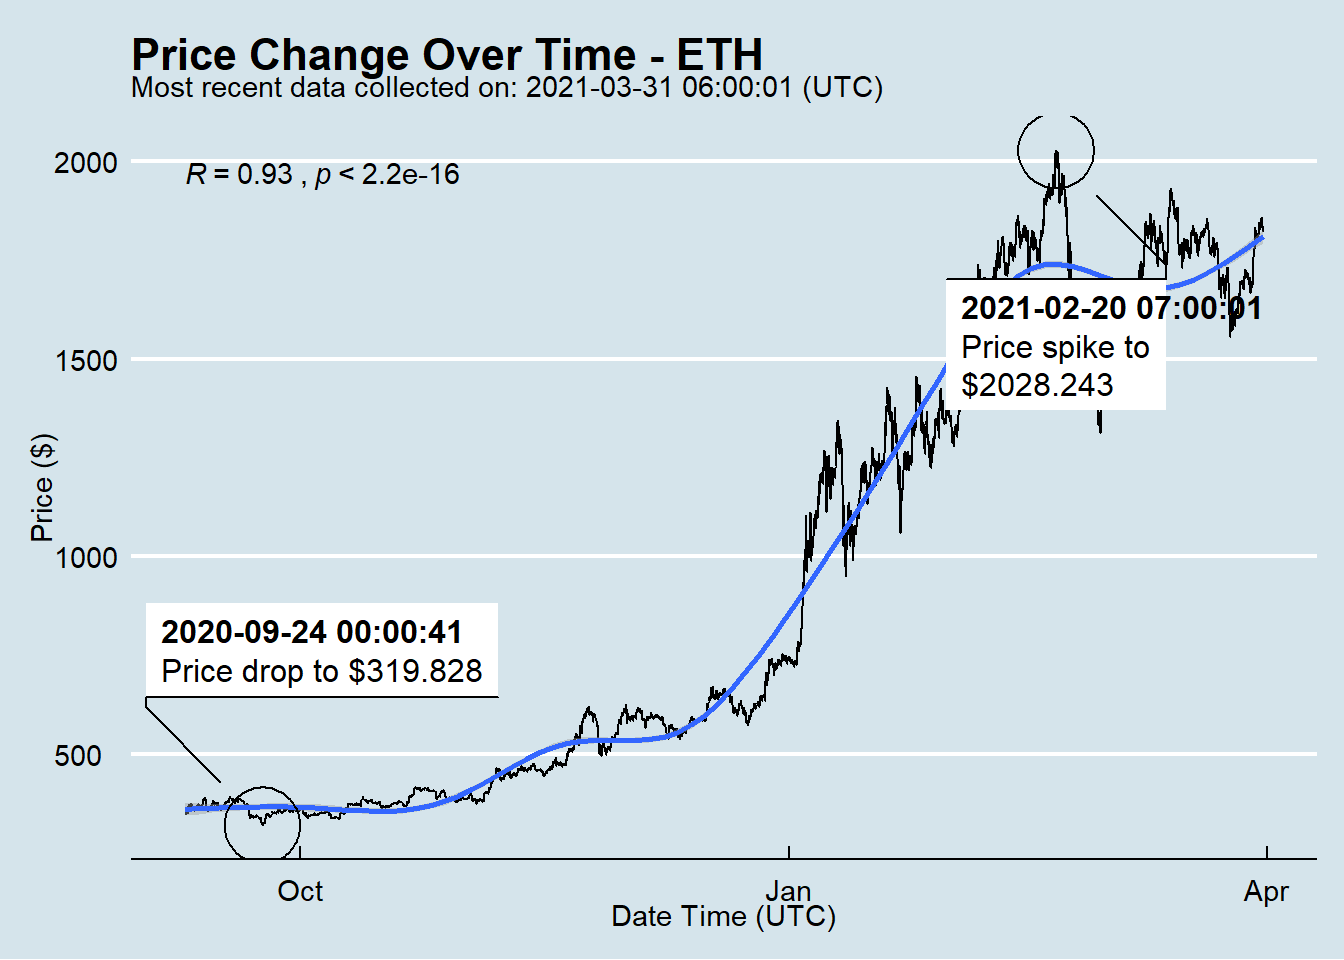 Price Change Over Time - ETH
Most recent data collected on: 2021-03-31 06:00:01 (UTC)
R = 0.93 , p < 2.2e-16
2000
1500
1000
500
Price ($)
2021-02-20 07:00:01
Price spike to
$2028.243
2020-09-24 00:00:41
Price drop to $319.828
Oct
Jan
Apr
Date Time (UTC)